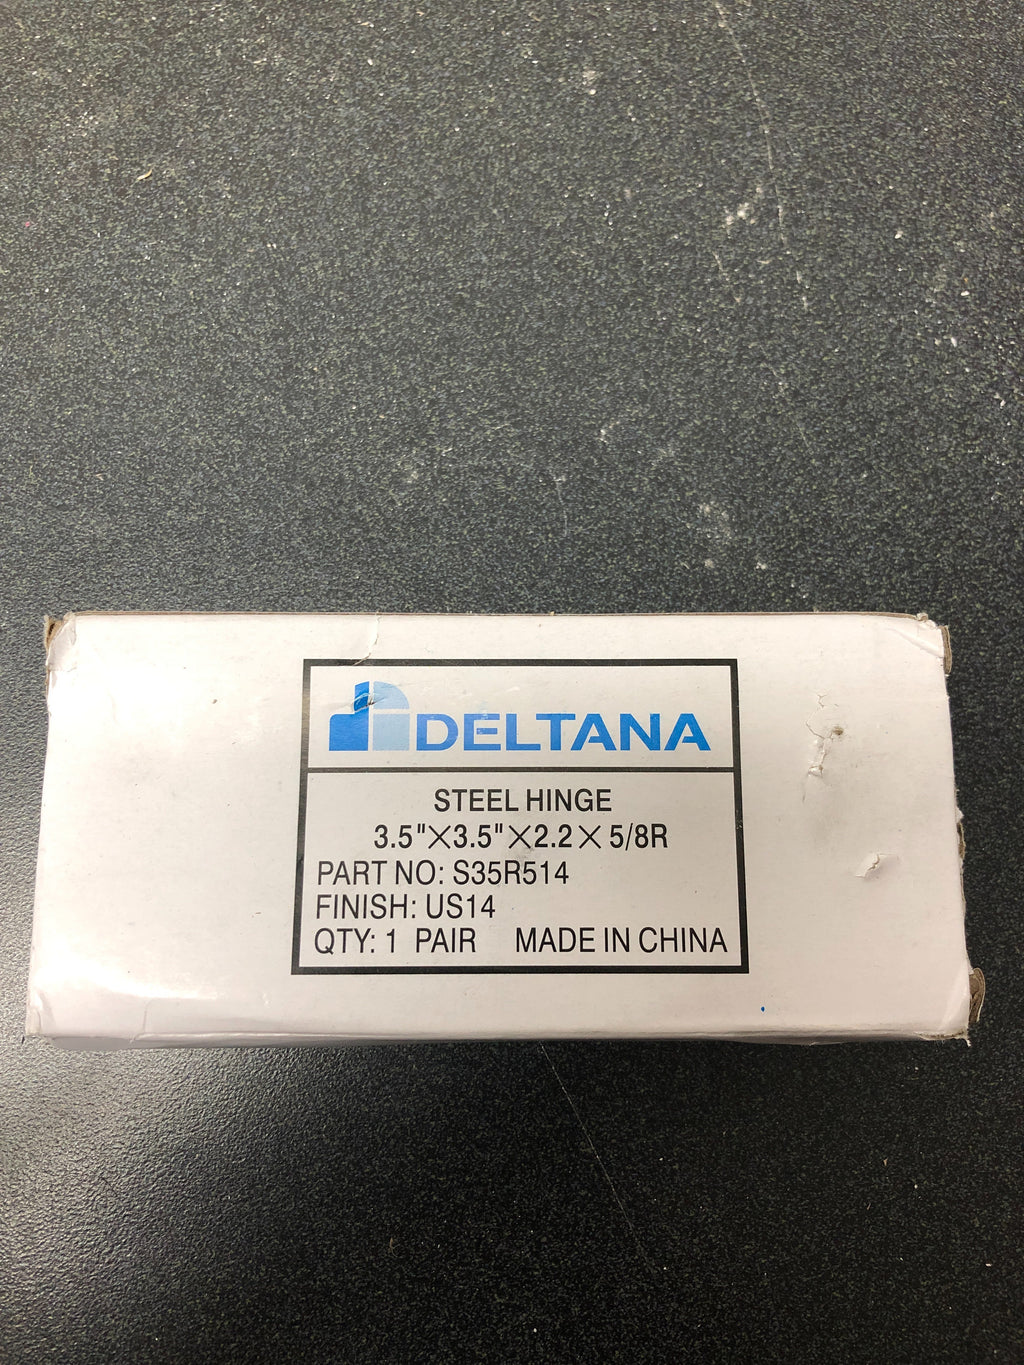 DELTANA
STEEL HINGE
3.5"×3.5"×2.2×5/8R
PART NO: S35R514
FINISH: US14
QTY: 1 PAIR MADE IN CHINA